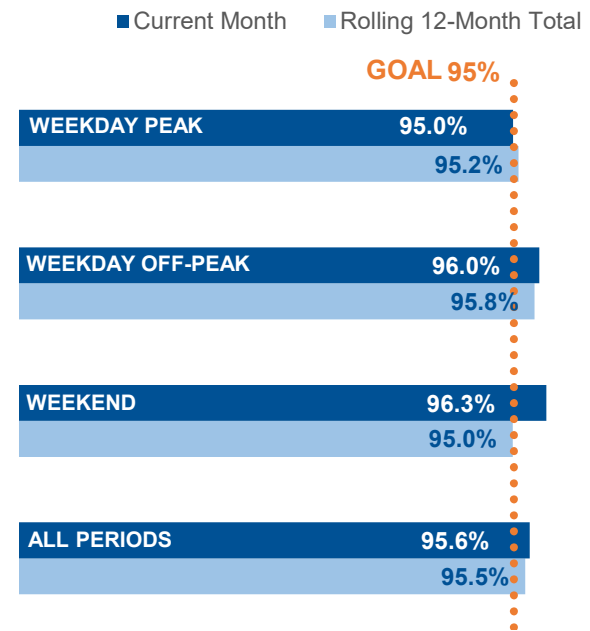 Current Month Rolling 12-Month Total
GOAL 95%
WEEKDAY PEAK 95.0%
95.2%
WEEKDAY OFF-PEAK 96.0%
95.8%
WEEKEND 96.3%
95.0%
ALL PERIODS 95.6%
95.5%